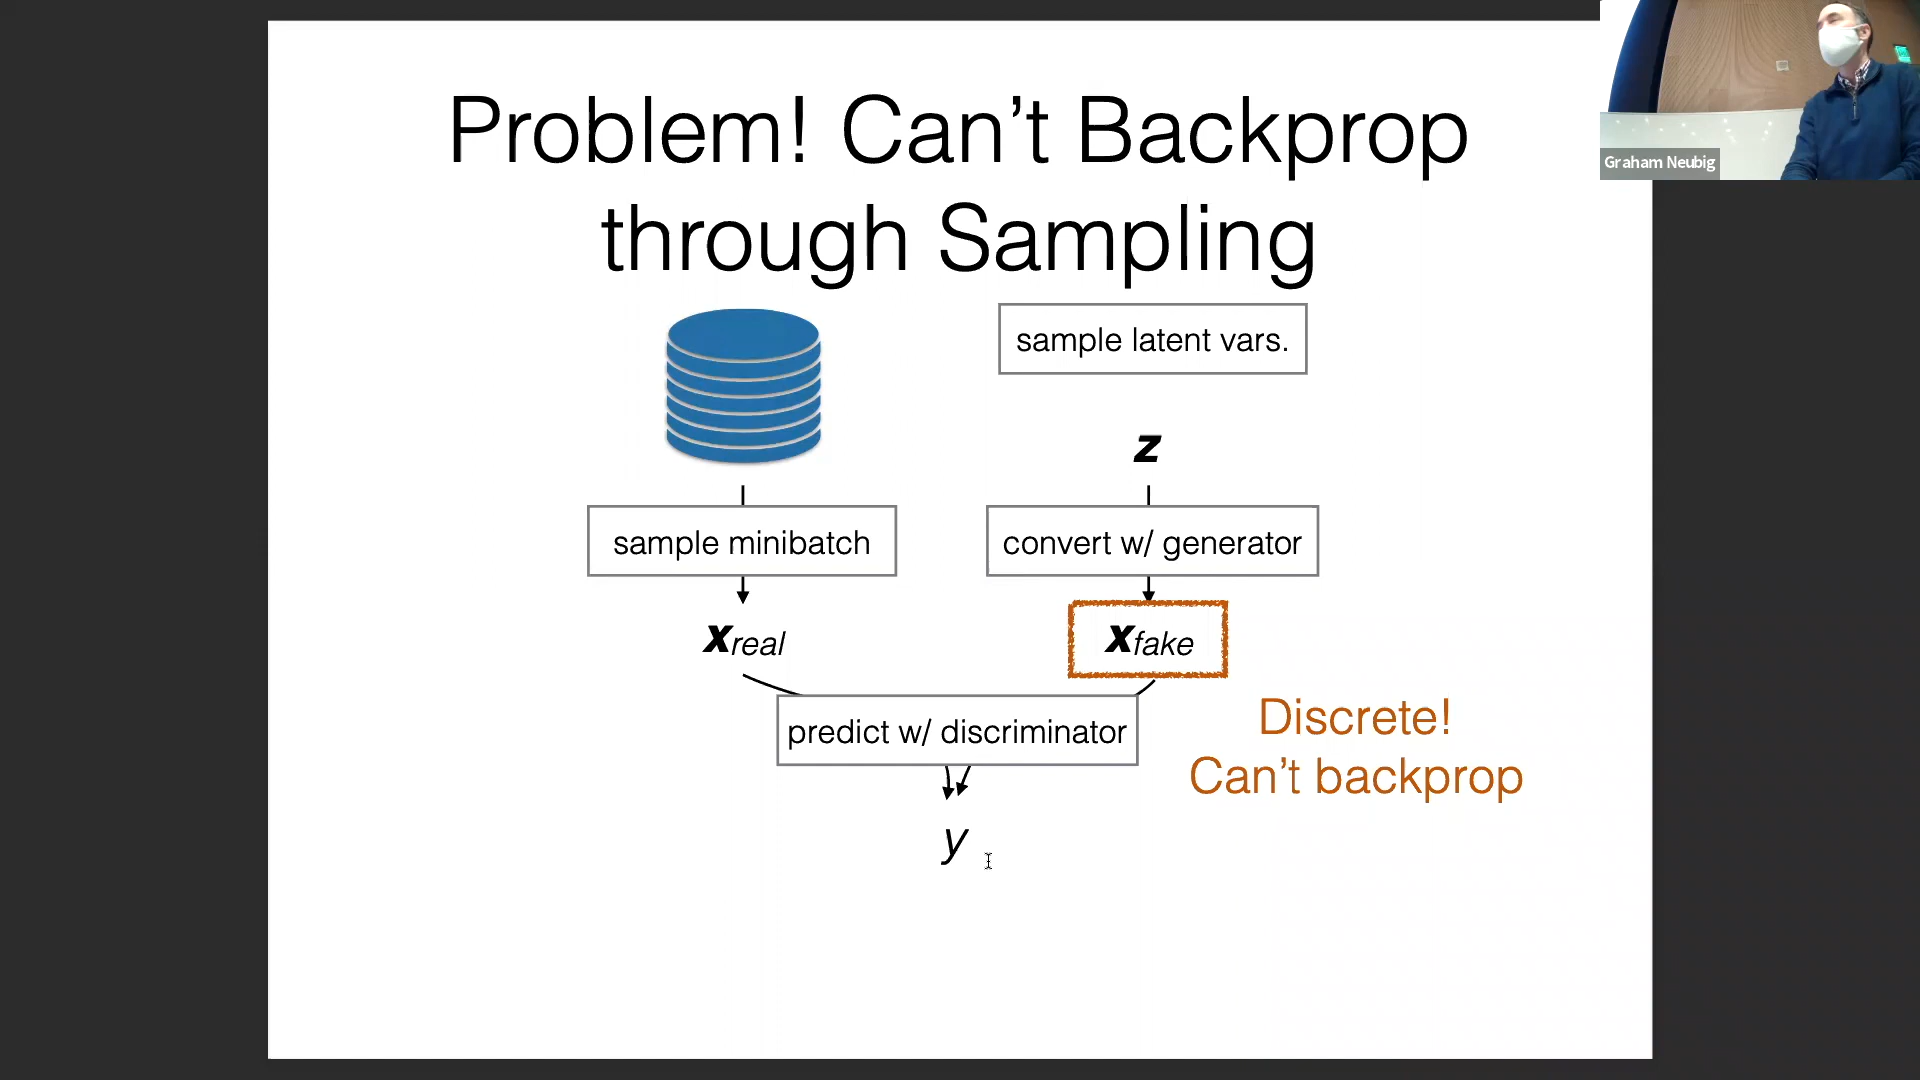 Problem! Can't Backprop
through Sampling
Graham Neubig
sample latent vars.
z
sample minibatch
convert w/ generator
xreal
xfake
predict w/ discriminator
Discrete!
Can't backprop
y